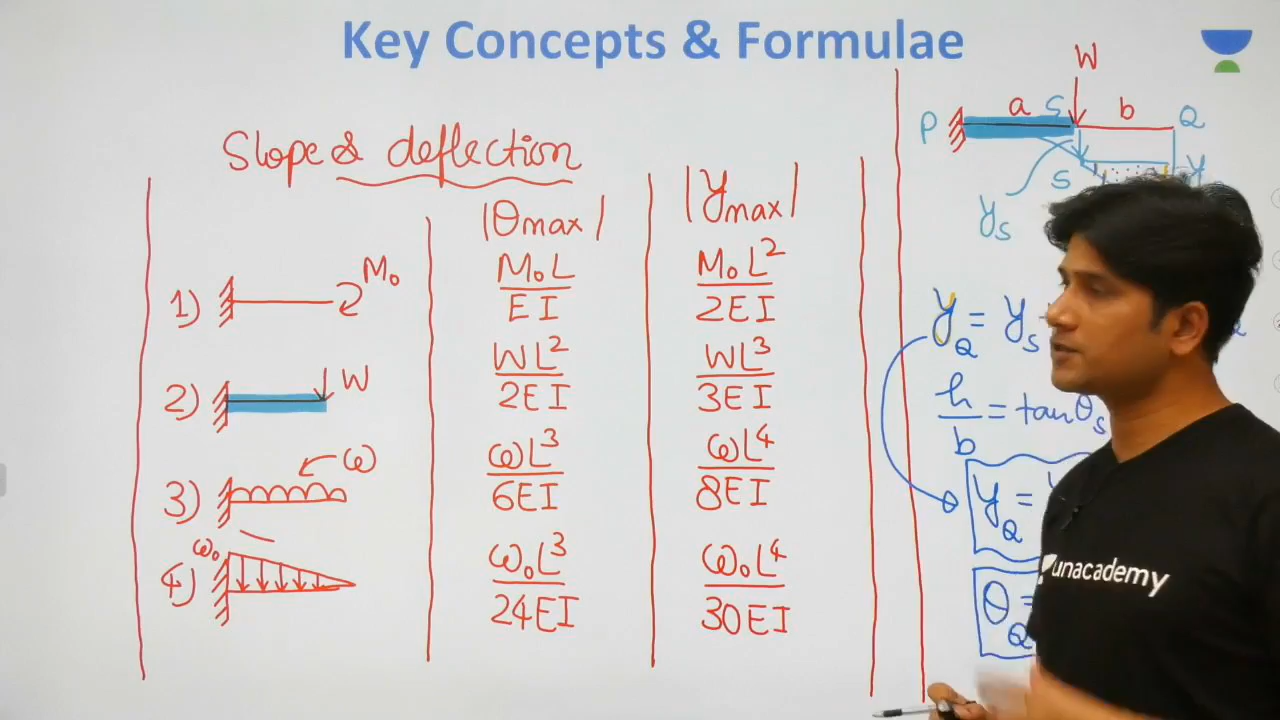 Key Concepts & Formulae
Slope & deflection
|θmax| |ymax|
1) M₀ M₀L/EI M₀L²/2EI
2) W WL²/2EI WL³/3EI
3) ω ωL³/6EI ωL⁴/8EI
4) ω₀ ω₀L³/24EI ω₀L⁴/30EI
W
P a S b Q
S
yS
yQ = yS
h/b = tanθS
yQ =
θQ =
unacademy